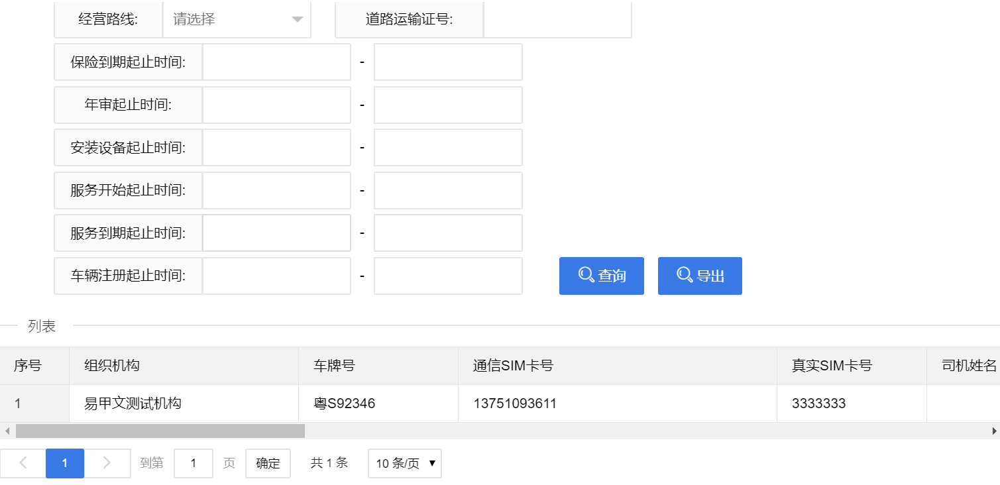 经营路线: 请选择 道路运输证号:
保险到期起止时间: -
年审起止时间: -
安装设备起止时间: -
服务开始起止时间: -
服务到期起止时间: -
车辆注册起止时间: - 查询 导出
列表
序号 组织机构 车牌号 通信SIM卡号 真实SIM卡号 司机姓名
1 易甲文测试机构 粤S92346 13751093611 3333333
1 到第 1 页 确定 共 1 条 10 条/页